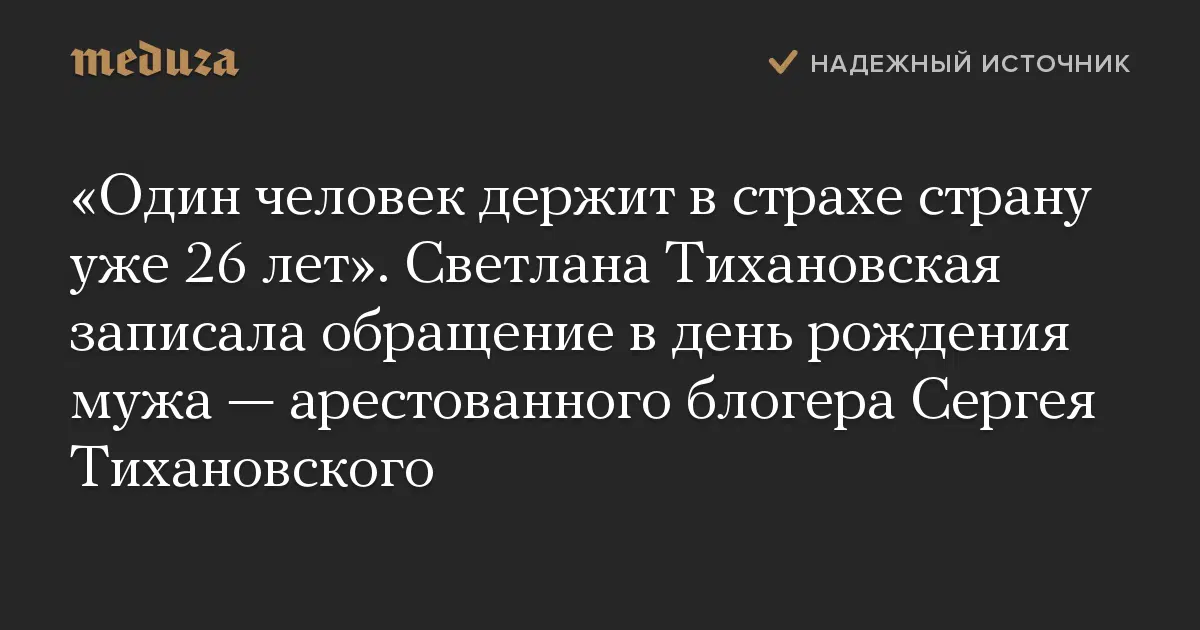 meduza
НАДЕЖНЫЙ ИСТОЧНИК
«Один человек держит в страхе страну
уже 26 лет». Светлана Тихановская
записала обращение в день рождения
мужа — арестованного блогера Сергея
Тихановского